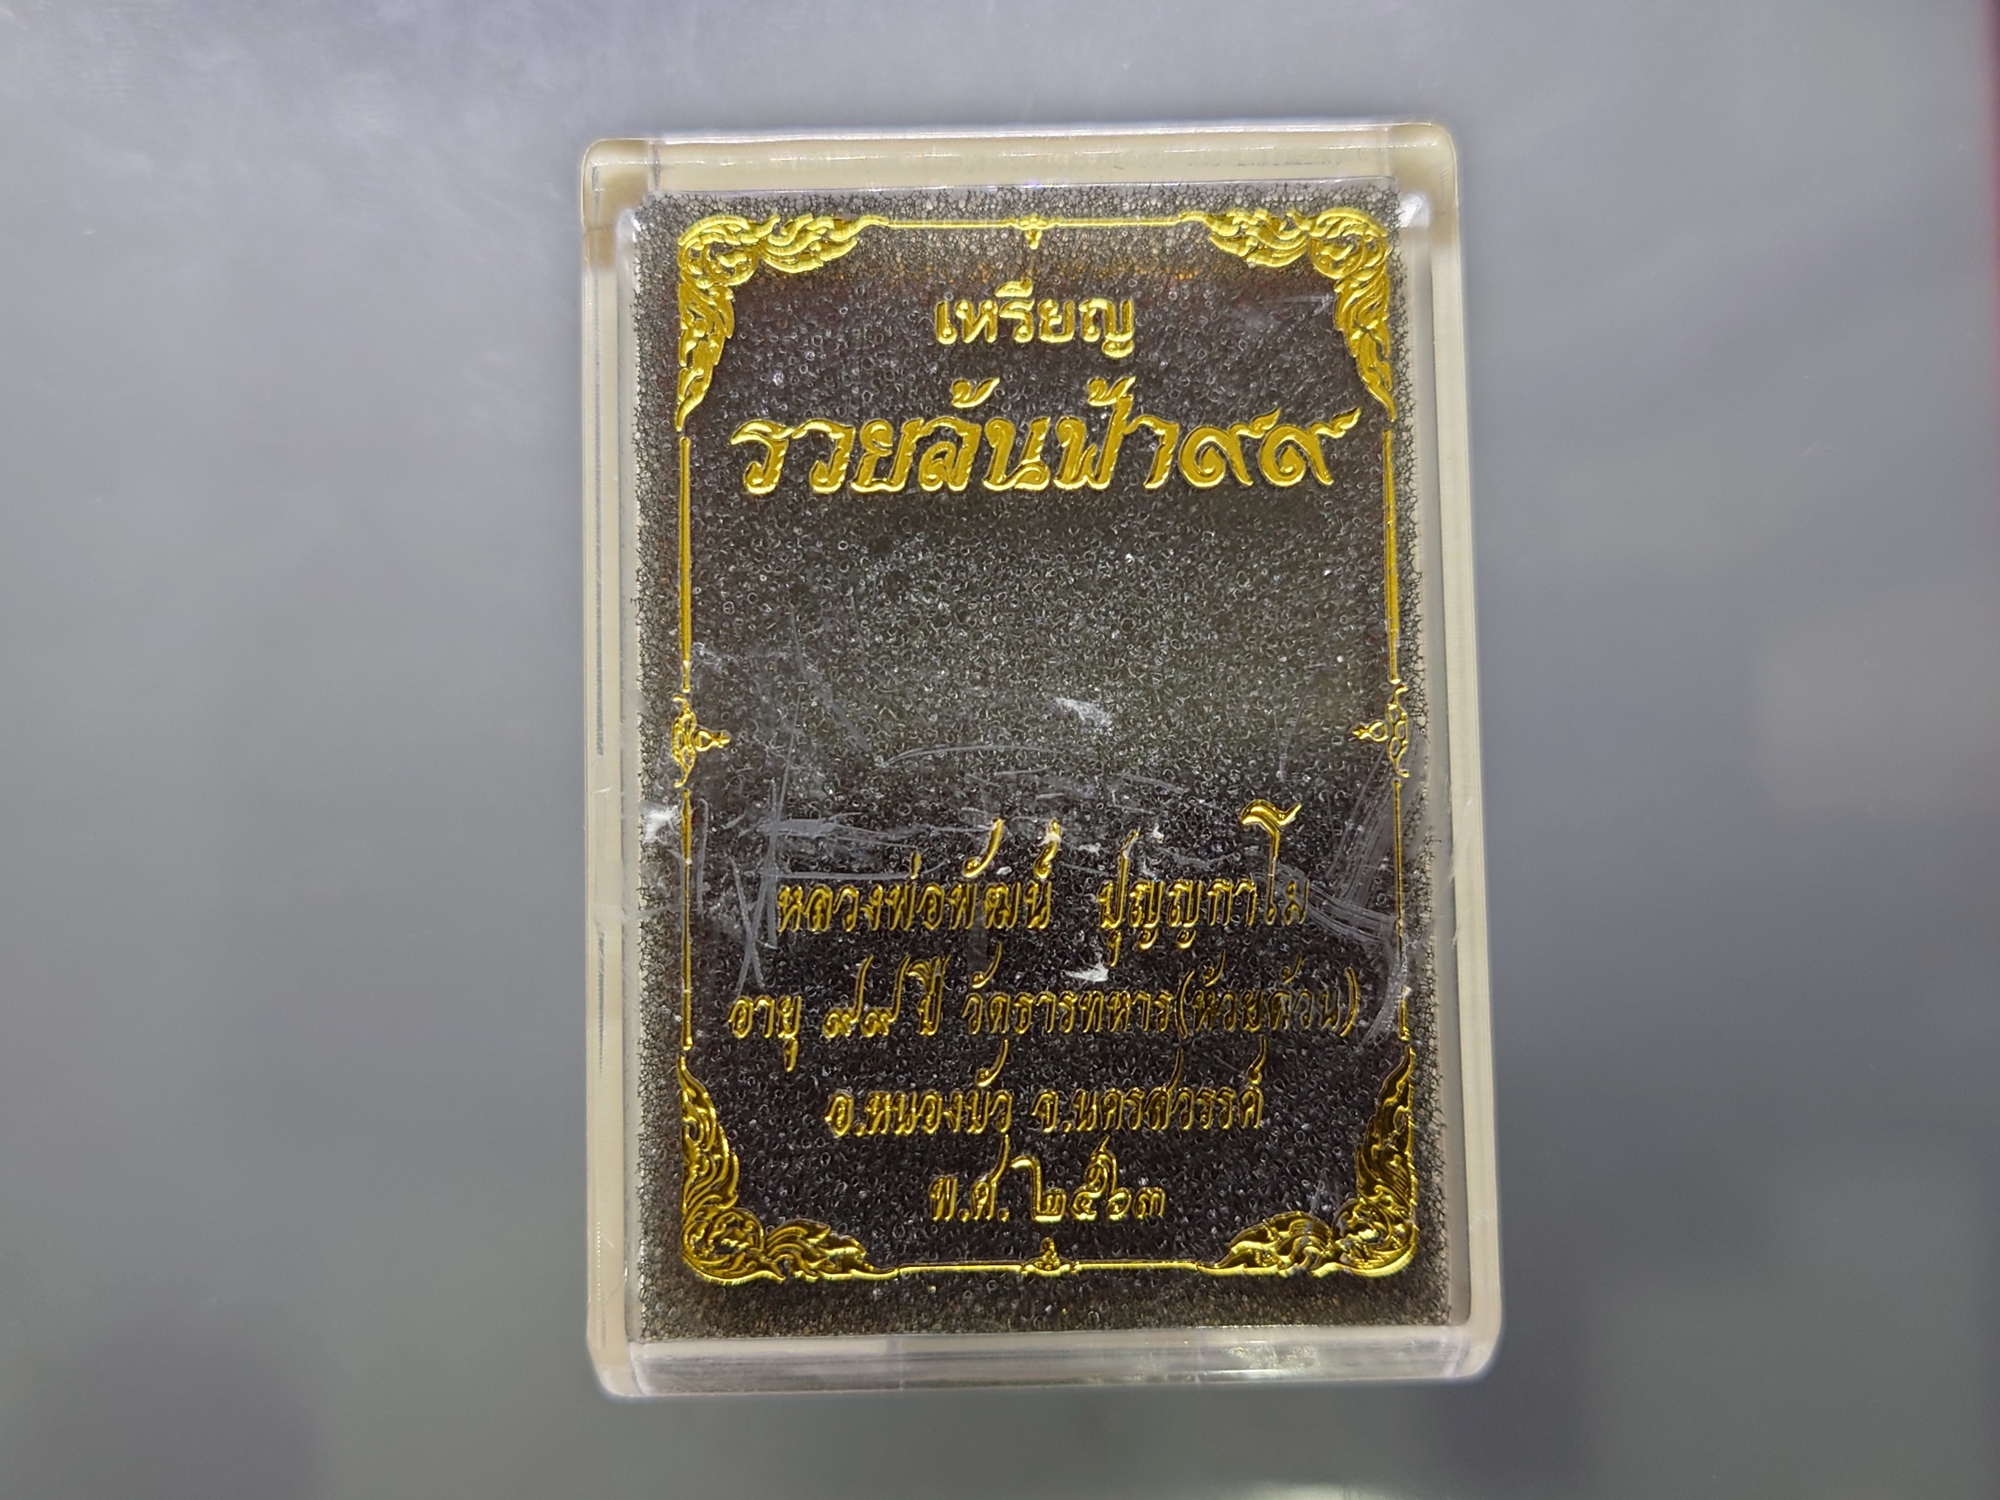 เหรียญ
รวยล้นฟ้า๙๙
หลวงพ่อพัฒน์ ปุญญกาโม
อายุ ๙๙ ปี วัดธารทหาร(ห้วยด้วน)
อ.หนองบัว จ.นครสวรรค์
พ.ศ.๒๕๖๓